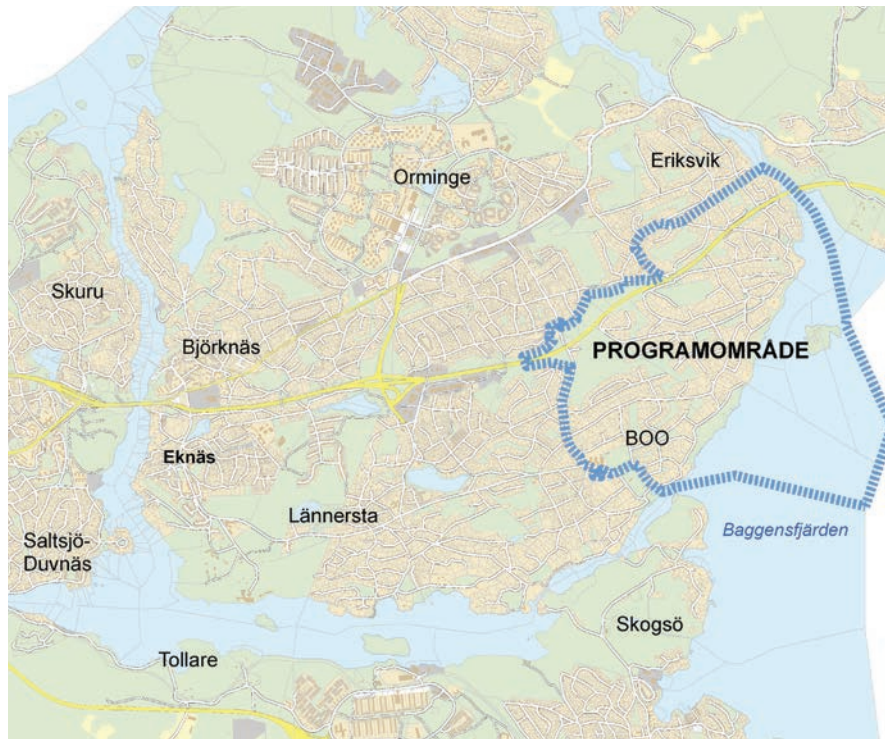 Eriksvik
Orminge
Skuru
Björknäs
PROGRAMOMRÅDE
BOO
Eknäs
Lännersta
Baggensfjärden
Saltsjö-
Duvnäs
Skogsö
Tollare